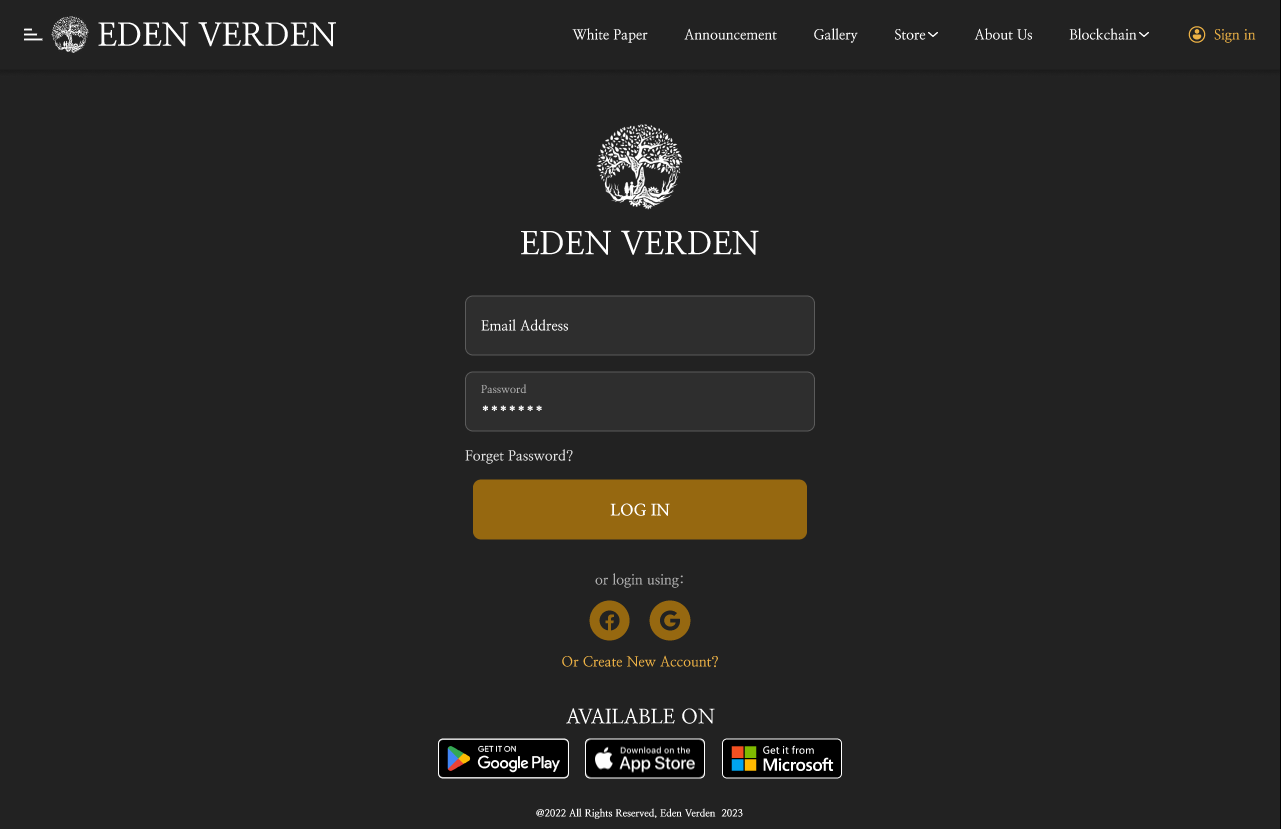 EDEN VERDEN
White Paper Announcement Gallery Store About Us Blockchain Sign in
EDEN VERDEN
Email Address
Password
*******
Forget Password?
LOG IN
or login using:
Or Create New Account?
AVAILABLE ON
GET IT ON
Google Play
Download on the
App Store
Get it from
Microsoft
@2022 All Rights Reserved, Eden Verden 2023